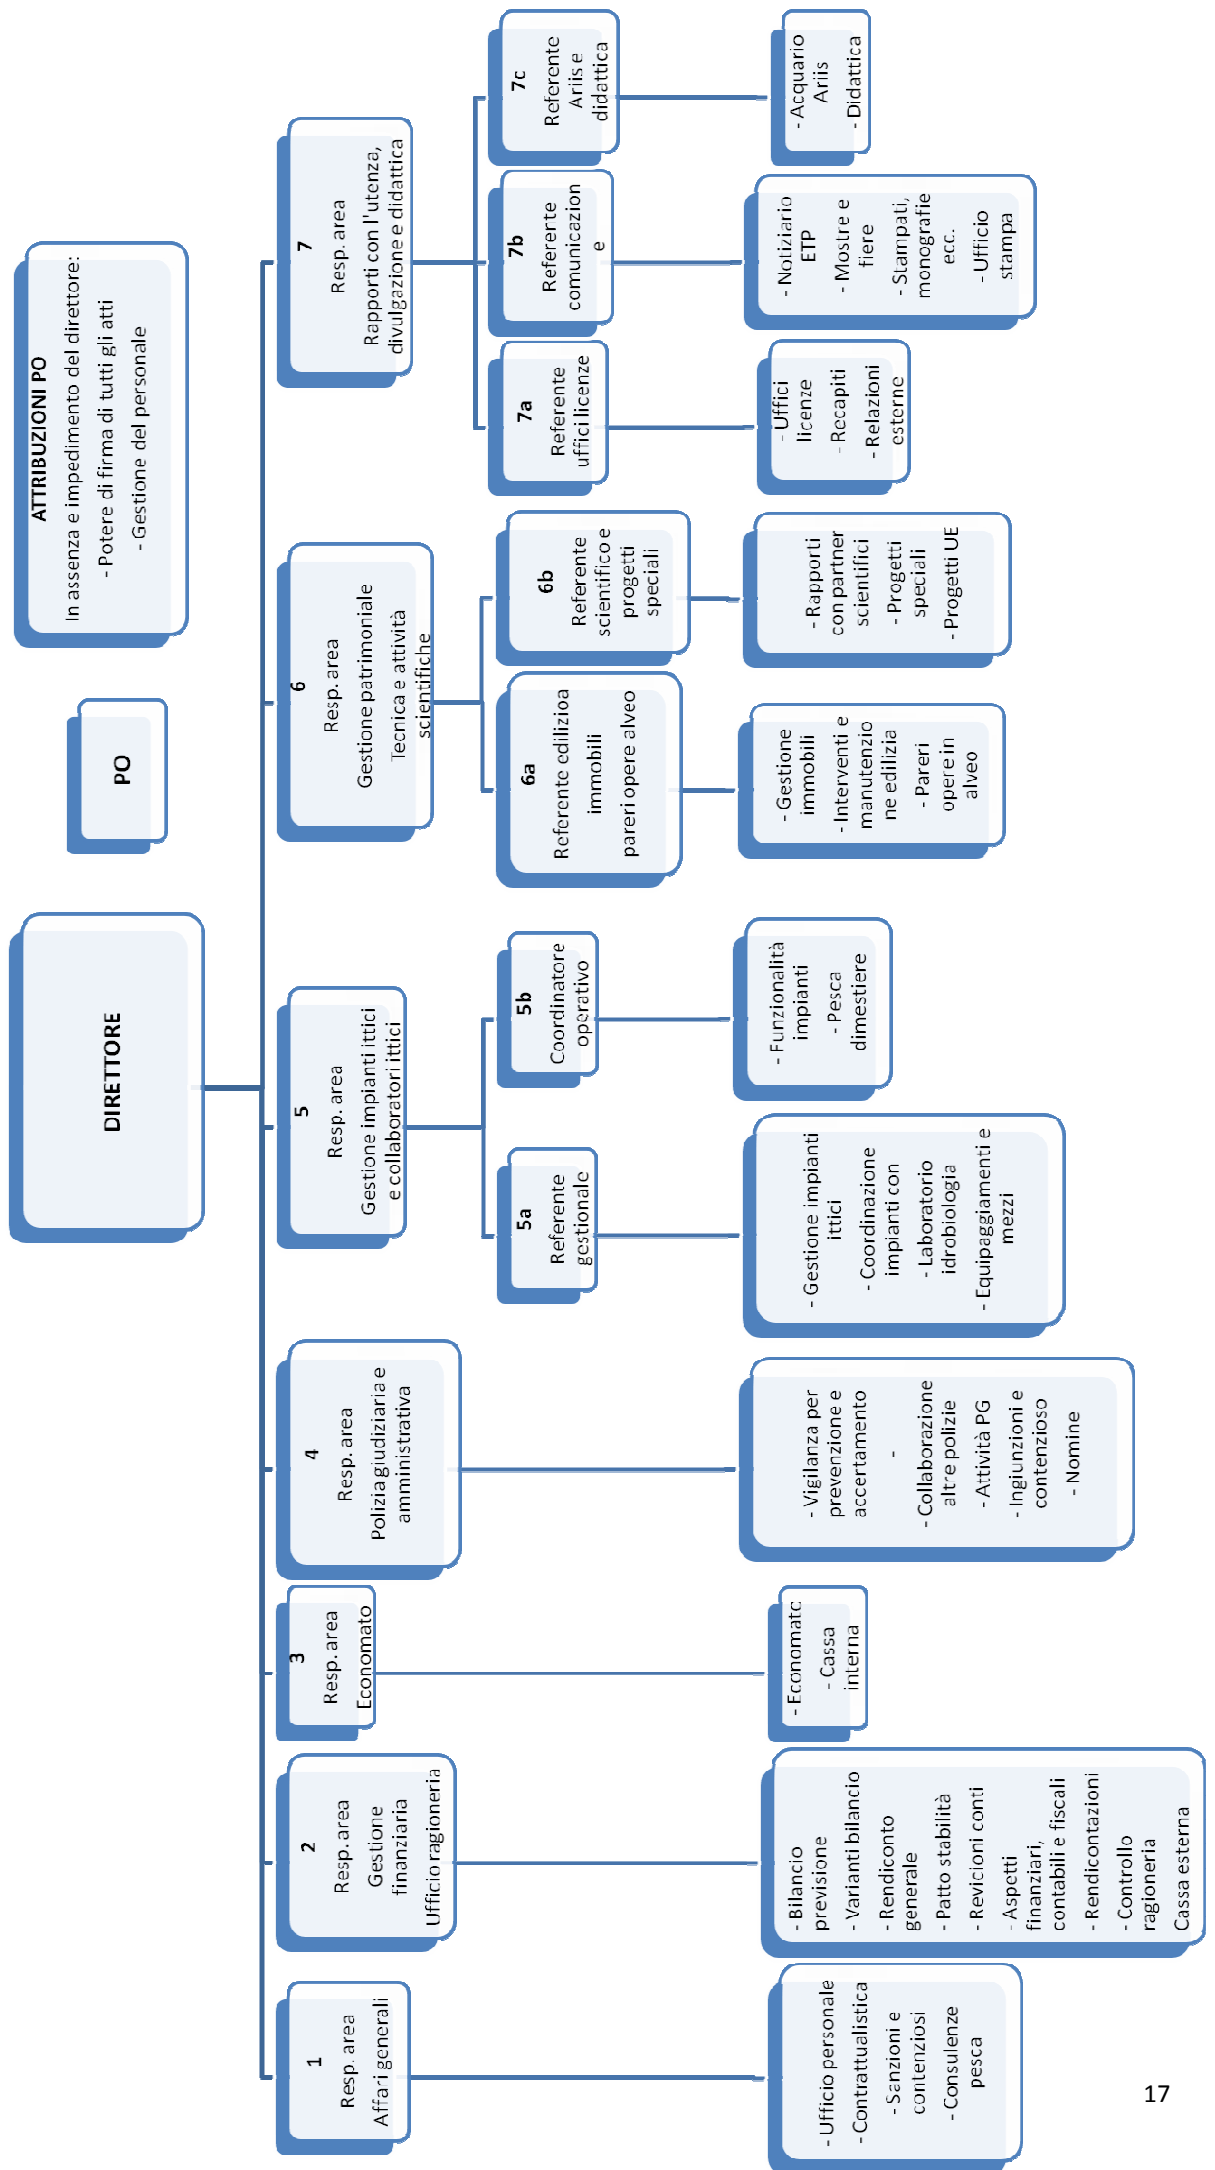 DIRETTORE
PO
ATTRIBUZIONI PO
In assenza e impedimento del direttore:
- Potere di firma di tutti gli atti
- Gestione del personale
1
Resp. area
Affari generali
2
Resp. area
Gestione
finanziaria
Ufficio ragioneria
3
Resp. area
Economato
4
Resp. area
Polizia giudiziaria e
amministrativa
5
Resp. area
Gestione impianti ittici
e collaboratori ittici
6
Resp. area
Gestione patrimoniale
Tecnica e attività
scientifiche
7
Resp. area
Rapporti con l'utenza,
divulgazione e didattica
5a
Referente
gestionale
5b
Coordinatore
operativo
6a
Referente edilizioa
immobili
pareri opere alveo
6b
Referente
scientifico e
progetti
speciali
7a
Referente
uffici licenze
7b
Referente
comunicazion
e
7c
Referente
Ariis e
didattica
- Ufficio personale
- Contrattualistica
- Sanzioni e
contenziosi
- Consulenze
pesca
- Bilancio
previsione
- Varianti bilancio
- Rendiconto
generale
- Patto stabilità
- Revicioni conti
- Aspetti
finanziari,
contabili e fiscali
- Rendicontazioni
- Controllo
ragioneria
Cassa esterna
- Economato
- Cassa
interna
- Vigilanza per
prevenzione e
accertamento
-
- Collaborazione
altre polizie
- Attività PG
- Ingiunzioni e
contenzioso
- Nomine
- Gestione impianti
ittici
- Coordinazione
impianti con
- Laboratorio
idrobiologia
- Equipaggiamenti e
mezzi
- Funzionalità
impianti
- Pesca
dimestiere
- Gestione
immobili
- Interventi e
manutenzio
ne edilizia
- Pareri
opere in
alveo
- Rapporti
con partner
scientifici
- Progetti
speciali
- Progetti UE
- Uffici
licenze
- Recapiti
- Relazioni
esterne
- Notiziario
ETP
- Mostre e
fiere
- Stampati,
monografie
ecc.
- Ufficio
stampa
- Acquario
Ariis
- Didattica
17